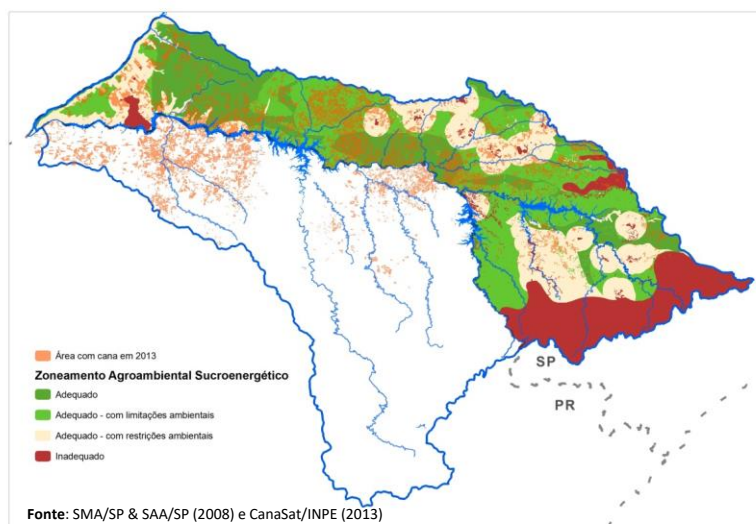 SP
PR
Área com cana em 2013
Zoneamento Agroambiental Sucroenergético
Adequado
Adequado - com limitações ambientais
Adequado - com restrições ambientais
Inadequado
Fonte: SMA/SP & SAA/SP (2008) e CanaSat/INPE (2013)